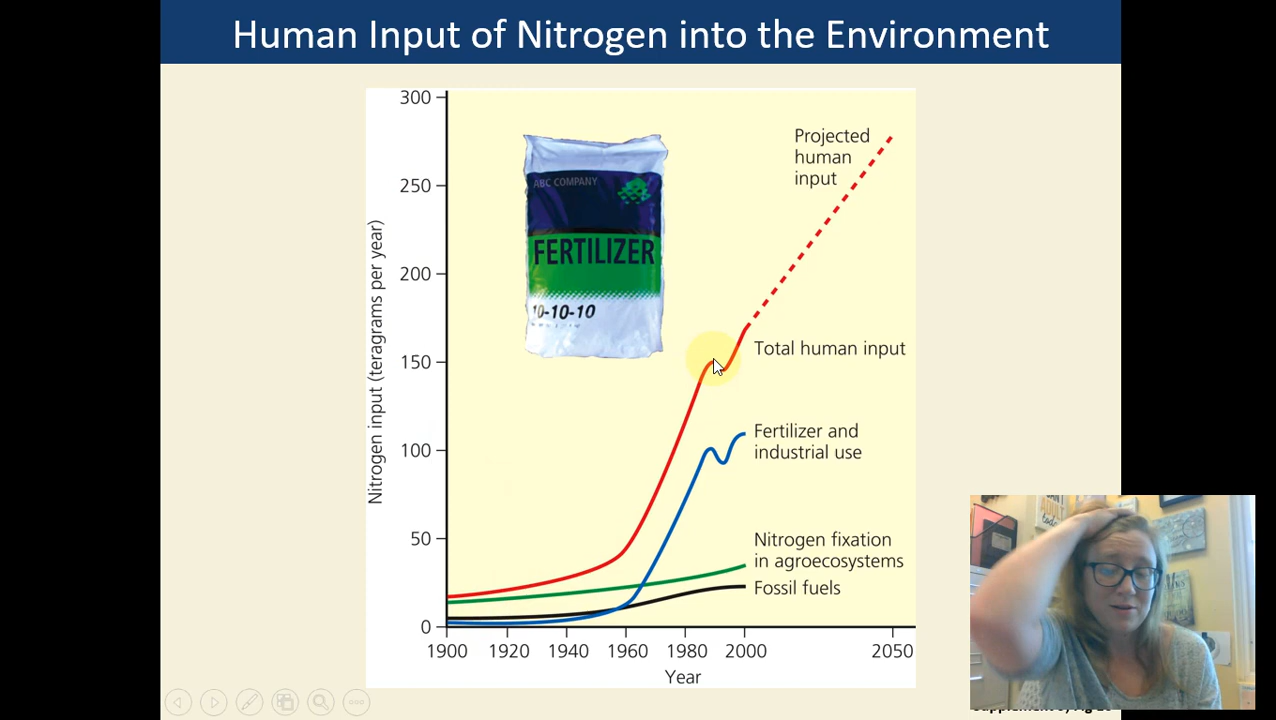 Human Input of Nitrogen into the Environment
300
250
200
150
100
50
0
Nitrogen input (teragrams per year)
ABC COMPANY
FERTILIZER
10-10-10
Projected
human
input
Total human input
Fertilizer and
industrial use
Nitrogen fixation
in agroecosystems
Fossil fuels
1900 1920 1940 1960 1980 2000 2050
Year